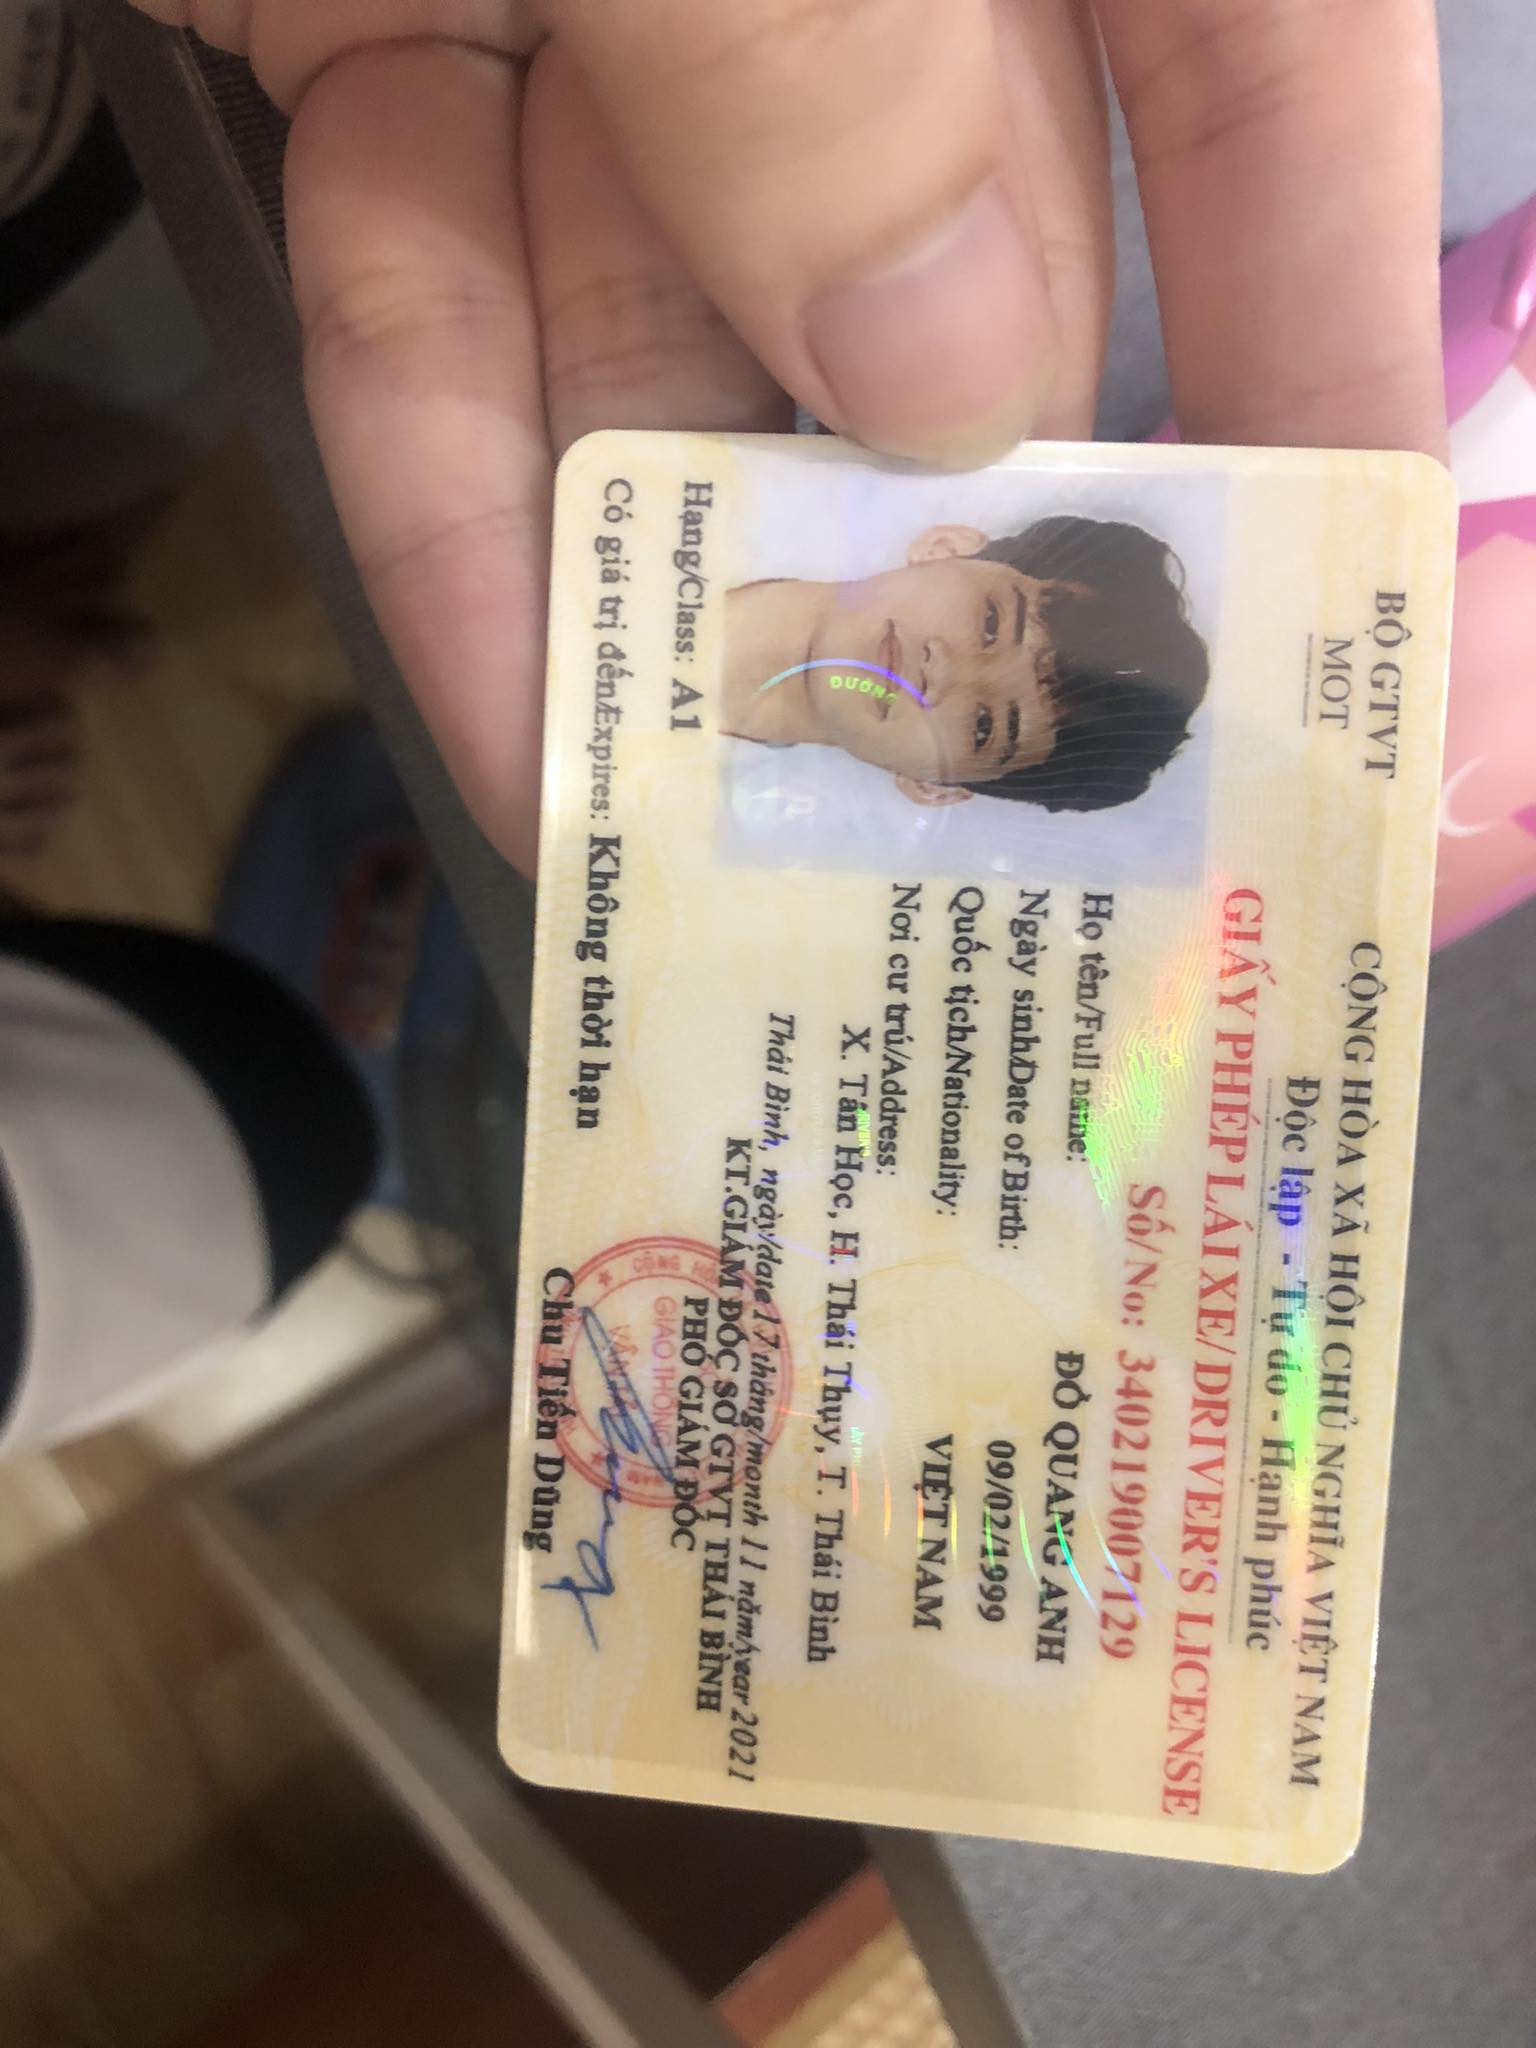 BỘ GTVT
MOT
CỘNG HÒA XÃ HỘI CHỦ NGHĨA VIỆT NAM
Độc lập - Tự do - Hạnh phúc
GIẤY PHÉP LÁI XE/DRIVER'S LICENSE
Số/No: 340219007129
Họ tên/Full name: ĐỖ QUANG ANH
Ngày sinh/Date of Birth: 09/02/1999
Quốc tịch/Nationality: VIỆT NAM
Nơi cư trú/Address:
X. Tân Học, H. Thái Thụy, T. Thái Bình
Thái Bình, ngày/date 17 tháng/month 11 năm/year 2021
KT.GIÁM ĐỐC SỞ GTVT THÁI BÌNH
PHÓ GIÁM ĐỐC
Hạng/Class: A1
Có giá trị đến/Expires: Không thời hạn
GIAO THÔNG
Chu Tiến Dũng
ĐƯỜNG